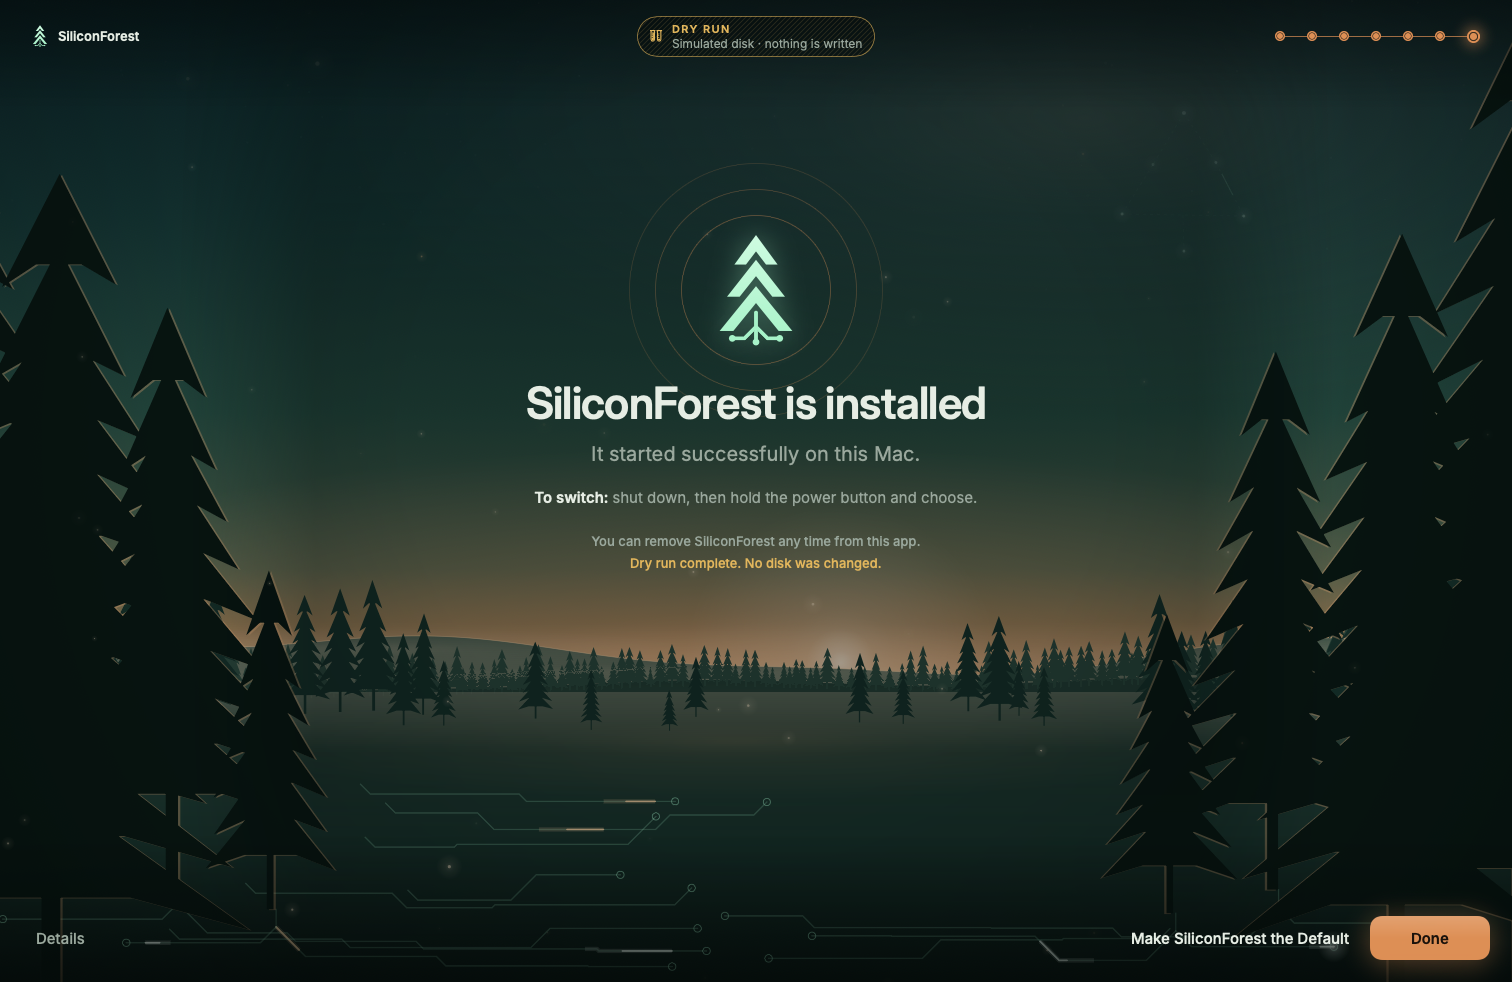 SiliconForest
DRY RUN
Simulated disk · nothing is written
SiliconForest is installed
It started successfully on this Mac.
To switch: shut down, then hold the power button and choose.
You can remove SiliconForest any time from this app.
Dry run complete. No disk was changed.
Details
Make SiliconForest the Default
Done